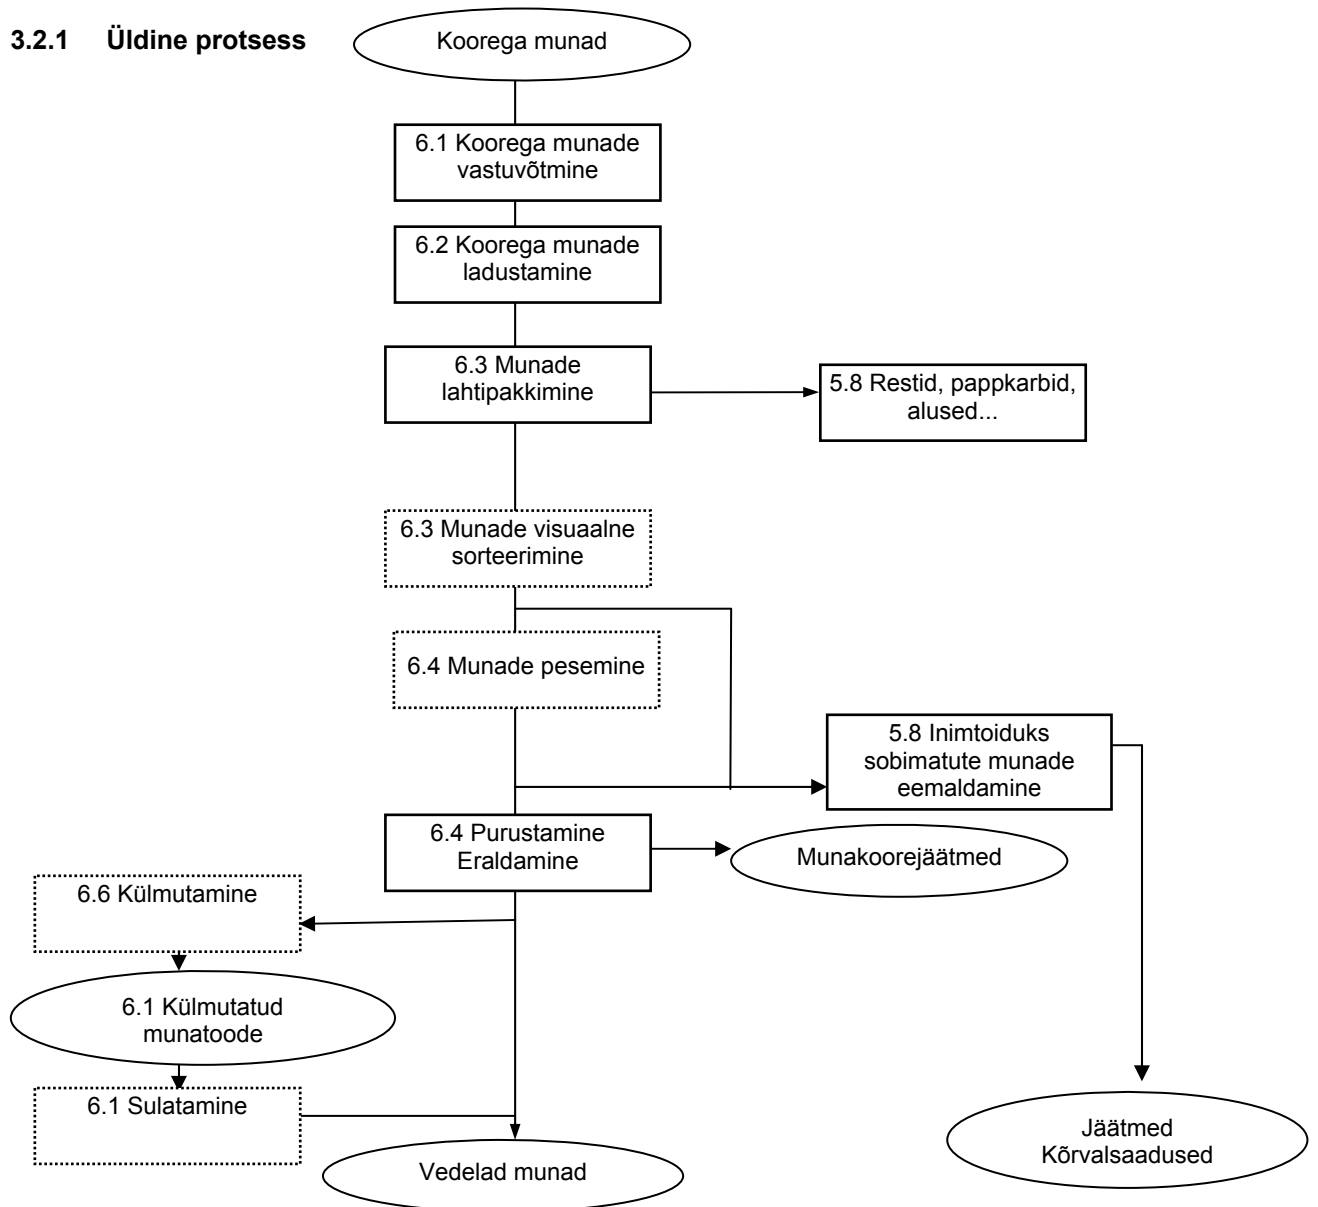 3.2.1 Üldine protsess
Koorega munad
6.1 Koorega munade
vastuvõtmine
6.2 Koorega munade
ladustamine
6.3 Munade
lahtipakkimine
5.8 Restid, pappkarbid,
alused...
6.3 Munade visuaalne
sorteerimine
6.4 Munade pesemine
5.8 Inimtoiduks
sobimatute munade
eemaldamine
6.4 Purustamine
Eraldamine
Munakoorejäätmed
6.6 Külmutamine
6.1 Külmutatud
munatoode
6.1 Sulatamine
Jäätmed
Kõrvalsaadused
Vedelad munad